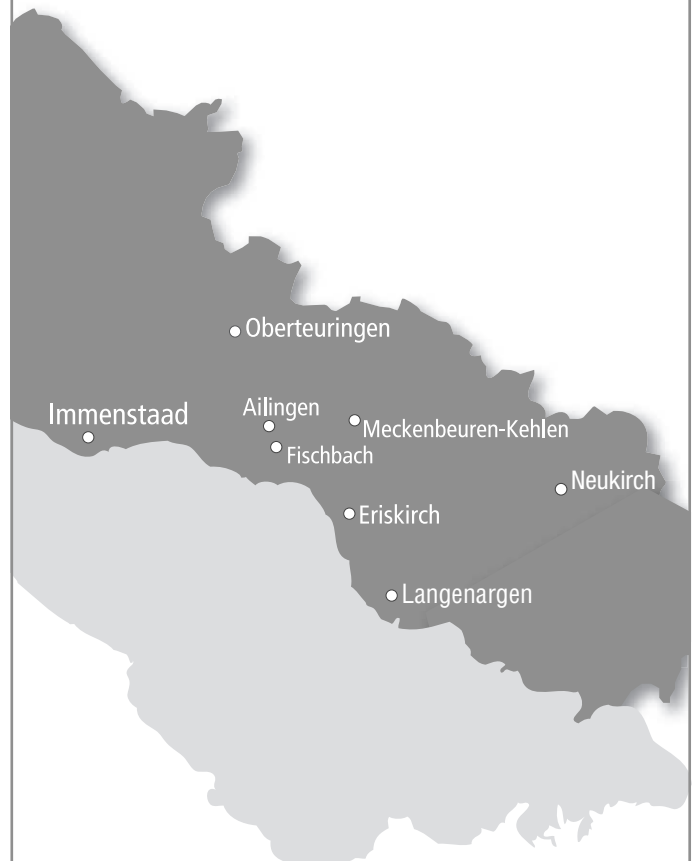 Oberteuringen
Immenstaad
Ailingen
Meckenbeuren-Kehlen
Fischbach
Neukirch
Eriskirch
Langenargen